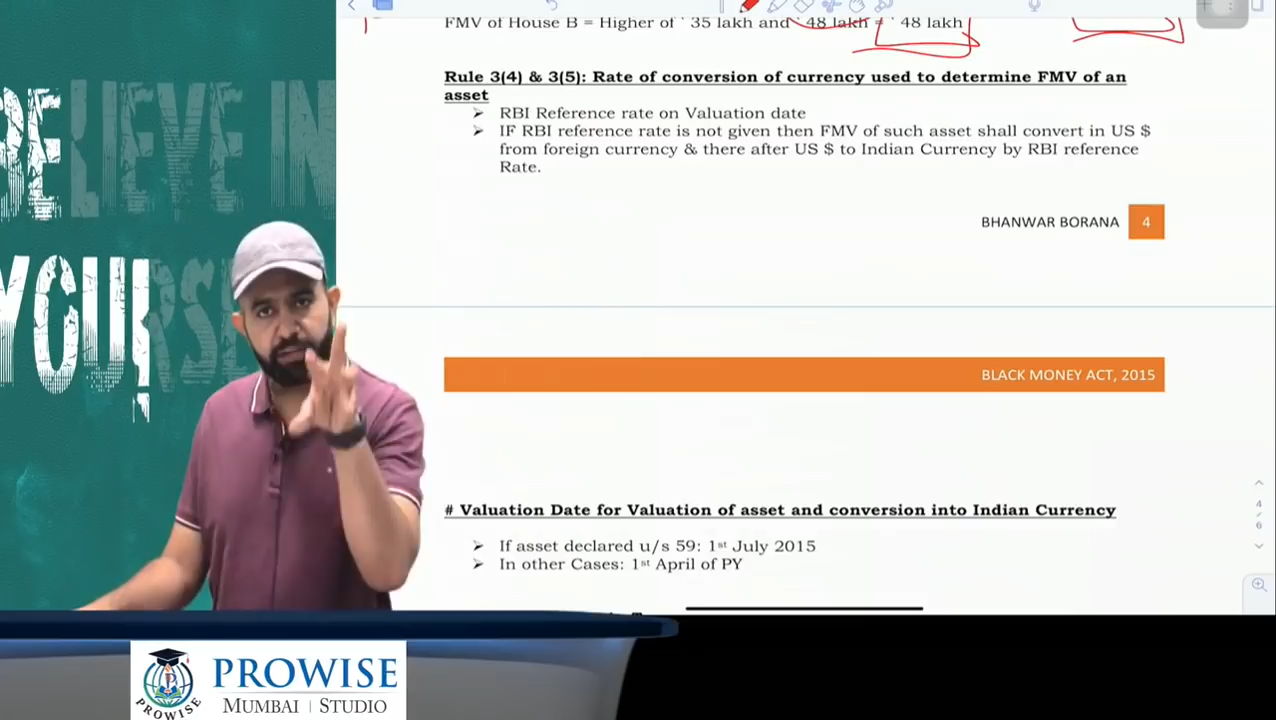 FMV of House B = Higher of ` 35 lakh and ` 48 lakh = ` 48 lakh
Rule 3(4) & 3(5): Rate of conversion of currency used to determine FMV of an
asset
➢ RBI Reference rate on Valuation date
➢ IF RBI reference rate is not given then FMV of such asset shall convert in US $
from foreign currency & there after US $ to Indian Currency by RBI reference
Rate.
BHANWAR BORANA 4
BLACK MONEY ACT, 2015
# Valuation Date for Valuation of asset and conversion into Indian Currency
➢ If asset declared u/s 59: 1st July 2015
➢ In other Cases: 1st April of PY
4
/
6
BELIEVE IN
YOURSE
PROWISE
MUMBAI | STUDIO
PROWISE